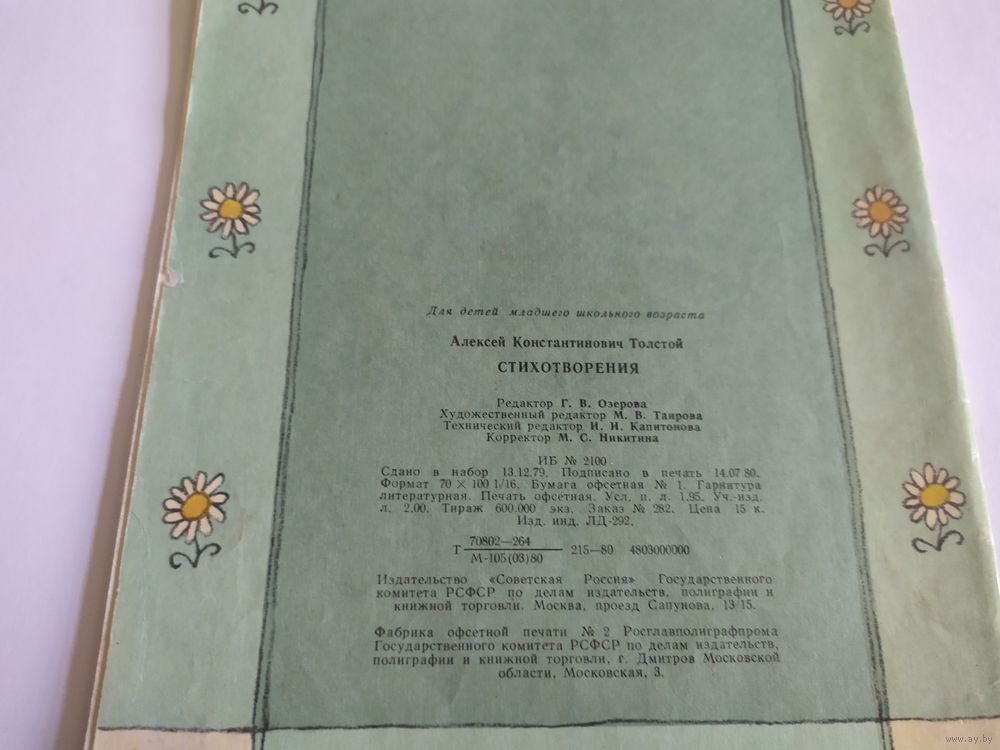 Для детей младшего школьного возраста
Алексей Константинович Толстой
СТИХОТВОРЕНИЯ
Редактор Г. В. Озерова
Художественный редактор М. В. Таирова
Технический редактор И. И. Капитонова
Корректор М. С. Никитина
ИБ № 2100
Сдано в набор 13.12.79. Подписано в печать 14.07 80.
Формат 70 × 100 1/16. Бумага офсетная № 1. Гарнитура
литературная. Печать офсетная. Усл. п. л. 1,95. Уч.-изд.
л. 2,00. Тираж 600.000 экз. Заказ № 282. Цена 15 к.
Изд. инд. ЛД-292.
Т 70802—264 / М-105(03)80 215—80 4803000000
Издательство «Советская Россия» Государственного
комитета РСФСР по делам издательств, полиграфии и
книжной торговли. Москва, проезд Сапунова, 13/15.
Фабрика офсетной печати № 2 Росглавполиграфпрома
Государственного комитета РСФСР по делам издательств,
полиграфии и книжной торговли, г. Дмитров Московской
области, Московская, 3.
www.ay.by